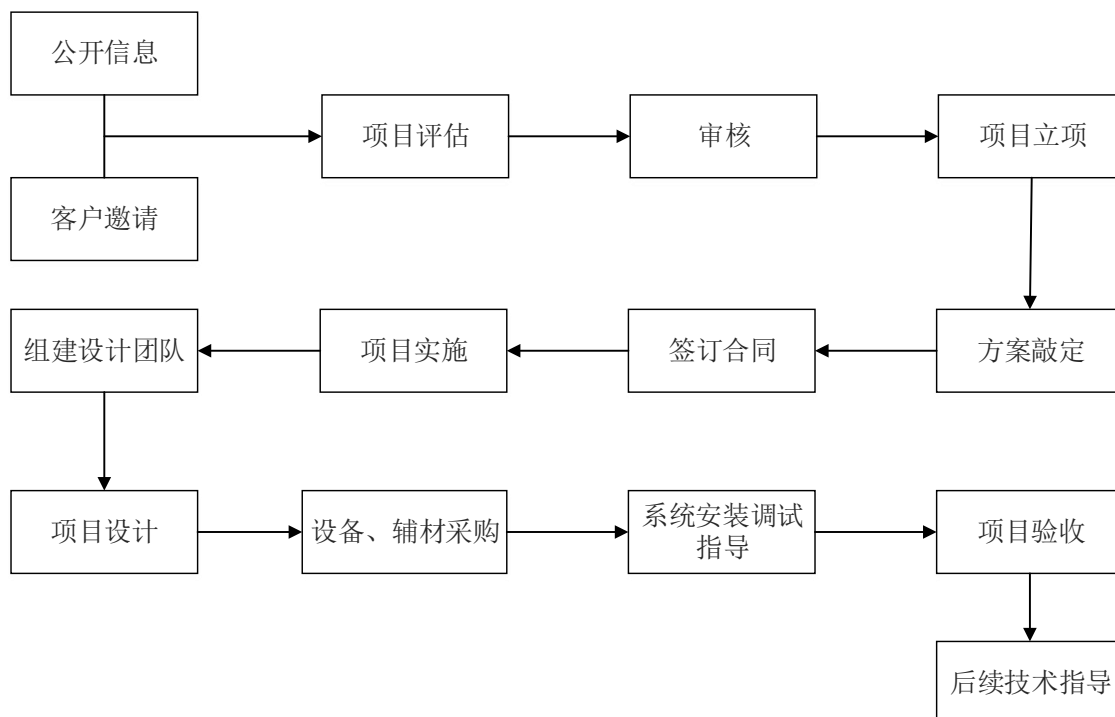 公开信息
客户邀请
项目评估
审核
项目立项
方案敲定
签订合同
项目实施
组建设计团队
项目设计
设备、辅材采购
系统安装调试
指导
项目验收
后续技术指导